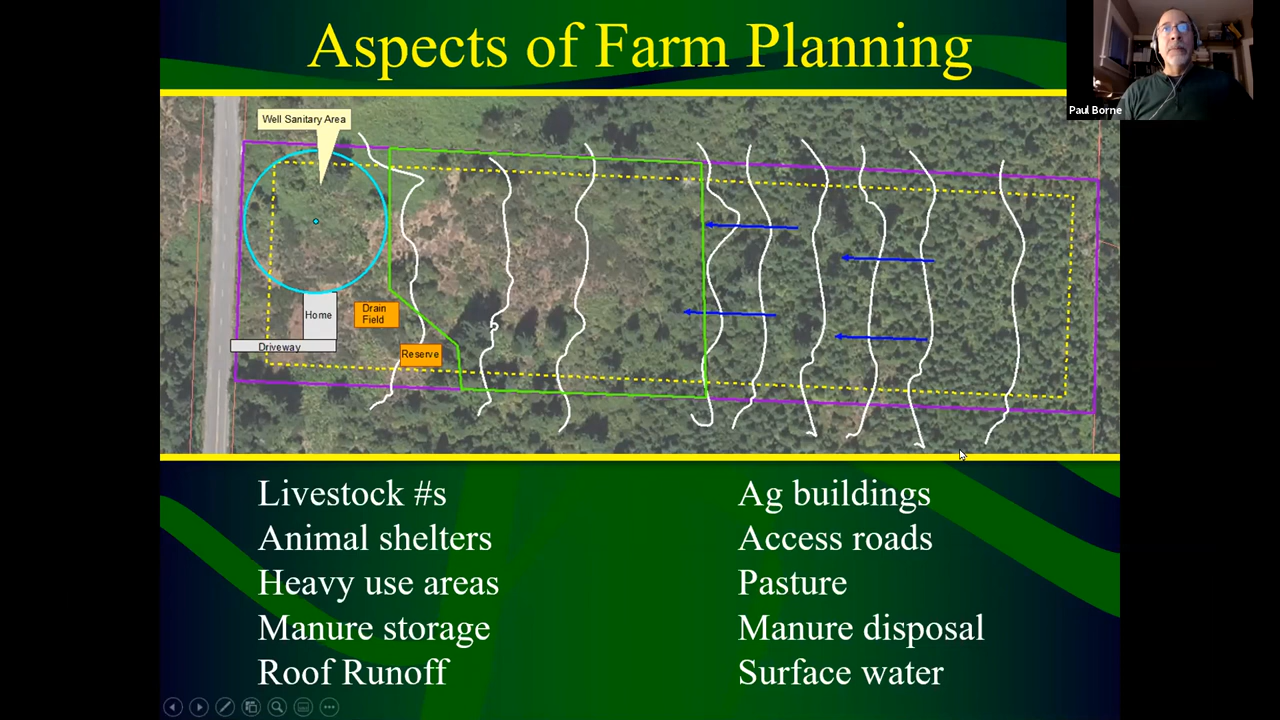 Aspects of Farm Planning
Paul Borne
Well Sanitary Area
Home
Drain
Field
Reserve
Driveway
Livestock #s
Animal shelters
Heavy use areas
Manure storage
Roof Runoff
Ag buildings
Access roads
Pasture
Manure disposal
Surface water